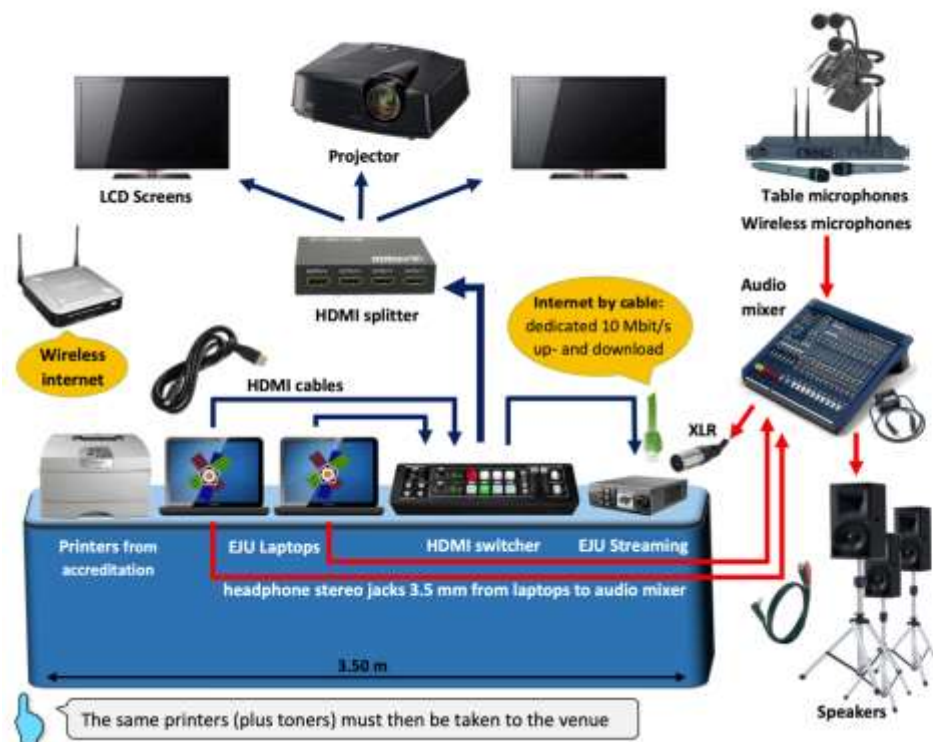 Projector
LCD Screens
Table microphones
Wireless microphones
HDMI splitter
Internet by cable:
dedicated 10 Mbit/s
up- and download
Audio
mixer
Wireless
internet
HDMI cables
XLR
Printers from
accreditation
EJU Laptops
HDMI switcher
EJU Streaming
headphone stereo jacks 3.5 mm from laptops to audio mixer
3.50 m
Speakers
The same printers (plus toners) must then be taken to the venue